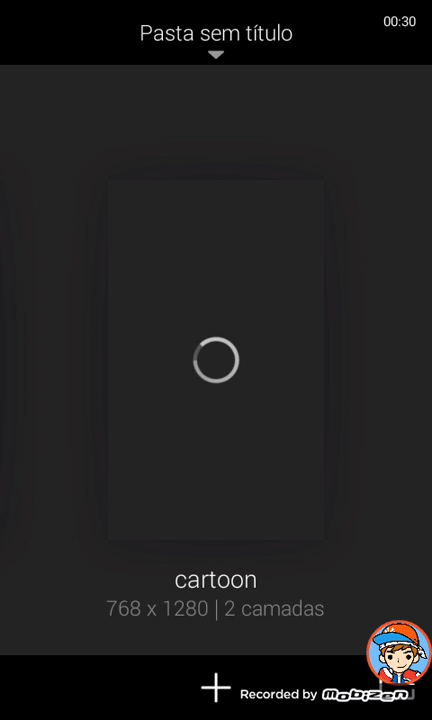 00:30
Pasta sem título
cartoon
768 x 1280 | 2 camadas
Recorded by Mobizen